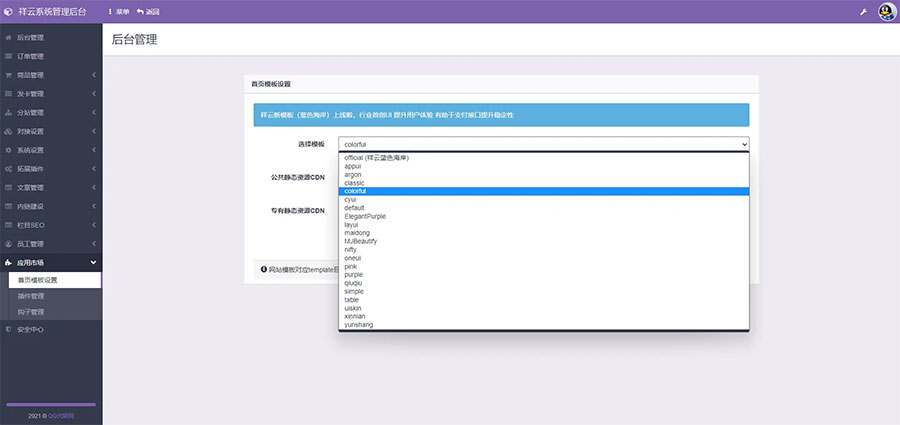 祥云系统管理后台
菜单 返回
后台管理
订单管理
商品管理
发卡管理
分站管理
对接设置
系统设置
拓展插件
文章管理
内链建设
栏目SEO
员工管理
应用市场
首页模板设置
插件管理
钩子管理
安全中心
2021 © QQ代刷网
后台管理
首页模板设置
祥云新模板（蓝色海岸）上线啦，行业首创UI 提升用户体验 有助于支付接口提升稳定性
选择模板
colorful
official (祥云蓝色海岸)
appui
argon
classic
colorful
cyui
default
ElegantPurple
layui
maidong
MJBeautify
nifty
oneui
pink
purple
qiuqiu
simple
table
uiskin
xinnian
yunshang
公共静态资源CDN
专有静态资源CDN
网站模板对应template目